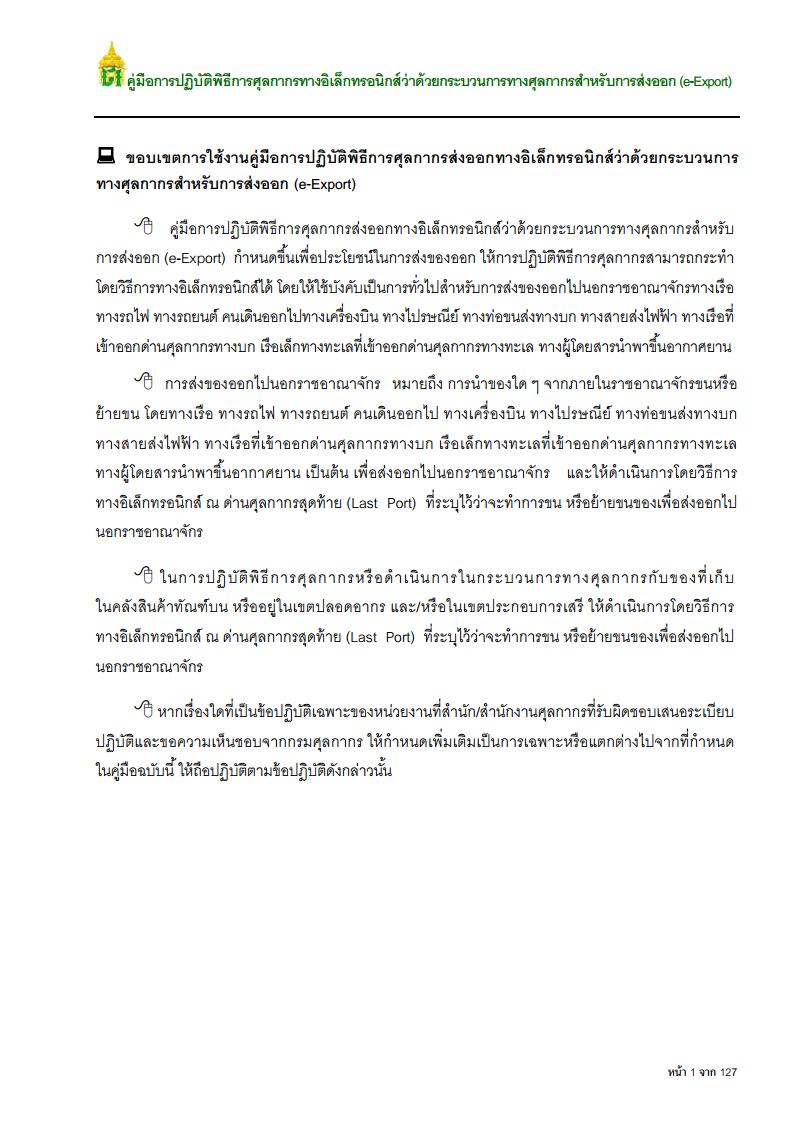 คู่มือการปฏิบัติพิธีการศุลกากรทางอิเล็กทรอนิกส์ว่าด้วยกระบวนการทางศุลกากรสำหรับการส่งออก (e-Export)
ขอบเขตการใช้งานคู่มือการปฏิบัติพิธีการศุลกากรส่งออกทางอิเล็กทรอนิกส์ว่าด้วยกระบวนการ
ทางศุลกากรสำหรับการส่งออก (e-Export)
คู่มือการปฏิบัติพิธีการศุลกากรส่งออกทางอิเล็กทรอนิกส์ว่าด้วยกระบวนการทางศุลกากรสำหรับ
การส่งออก (e-Export) กำหนดขึ้นเพื่อประโยชน์ในการส่งของออก ให้การปฏิบัติพิธีการศุลกากรสามารถกระทำ
โดยวิธีการทางอิเล็กทรอนิกส์ได้ โดยให้ใช้บังคับเป็นการทั่วไปสำหรับการส่งของออกไปนอกราชอาณาจักรทางเรือ
ทางรถไฟ ทางรถยนต์ คนเดินออกไปทางเครื่องบิน ทางไปรษณีย์ ทางท่อขนส่งทางบก ทางสายส่งไฟฟ้า ทางเรือที่
เข้าออกด่านศุลกากรทางบก เรือเล็กทางทะเลที่เข้าออกด่านศุลกากรทางทะเล ทางผู้โดยสารนำพาขึ้นอากาศยาน
การส่งของออกไปนอกราชอาณาจักร หมายถึง การนำของใด ๆ จากภายในราชอาณาจักรขนหรือ
ย้ายขน โดยทางเรือ ทางรถไฟ ทางรถยนต์ คนเดินออกไป ทางเครื่องบิน ทางไปรษณีย์ ทางท่อขนส่งทางบก
ทางสายส่งไฟฟ้า ทางเรือที่เข้าออกด่านศุลกากรทางบก เรือเล็กทางทะเลที่เข้าออกด่านศุลกากรทางทะเล
ทางผู้โดยสารนำพาขึ้นอากาศยาน เป็นต้น เพื่อส่งออกไปนอกราชอาณาจักร และให้ดำเนินการโดยวิธีการ
ทางอิเล็กทรอนิกส์ ณ ด่านศุลกากรสุดท้าย (Last Port) ที่ระบุไว้ว่าจะทำการขน หรือย้ายขนของเพื่อส่งออกไป
นอกราชอาณาจักร
ในการปฏิบัติพิธีการศุลกากรหรือดำเนินการในกระบวนการทางศุลกากรกับของที่เก็บ
ในคลังสินค้าทัณฑ์บน หรืออยู่ในเขตปลอดอากร และ/หรือในเขตประกอบการเสรี ให้ดำเนินการโดยวิธีการ
ทางอิเล็กทรอนิกส์ ณ ด่านศุลกากรสุดท้าย (Last Port) ที่ระบุไว้ว่าจะทำการขน หรือย้ายขนของเพื่อส่งออกไป
นอกราชอาณาจักร
หากเรื่องใดที่เป็นข้อปฏิบัติเฉพาะของหน่วยงานที่สำนัก/สำนักงานศุลกากรที่รับผิดชอบเสนอระเบียบ
ปฏิบัติและขอความเห็นชอบจากกรมศุลกากร ให้กำหนดเพิ่มเติมเป็นการเฉพาะหรือแตกต่างไปจากที่กำหนด
ในคู่มือฉบับนี้ ให้ถือปฏิบัติตามข้อปฏิบัติดังกล่าวนั้น
หน้า 1 จาก 127